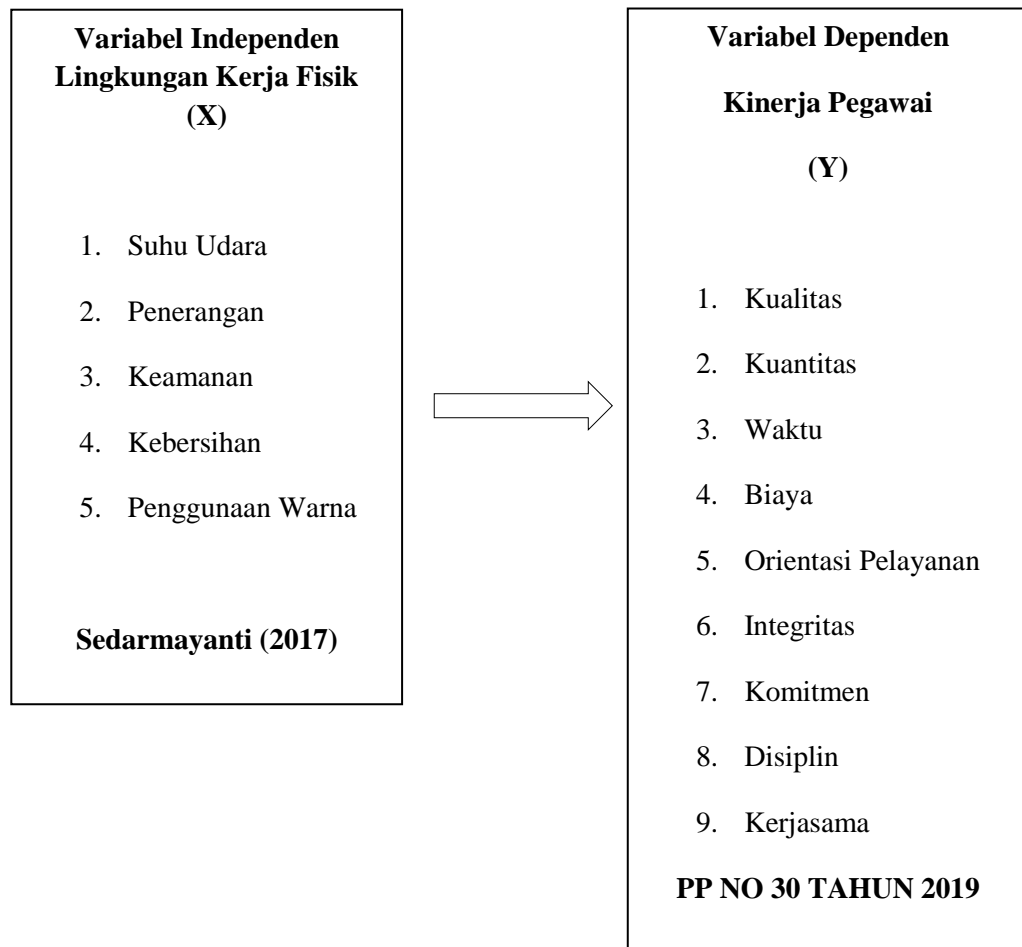 Variabel Independen
Lingkungan Kerja Fisik
(X)
1. Suhu Udara
2. Penerangan
3. Keamanan
4. Kebersihan
5. Penggunaan Warna
Sedarmayanti (2017)
Variabel Dependen
Kinerja Pegawai
(Y)
1. Kualitas
2. Kuantitas
3. Waktu
4. Biaya
5. Orientasi Pelayanan
6. Integritas
7. Komitmen
8. Disiplin
9. Kerjasama
PP NO 30 TAHUN 2019